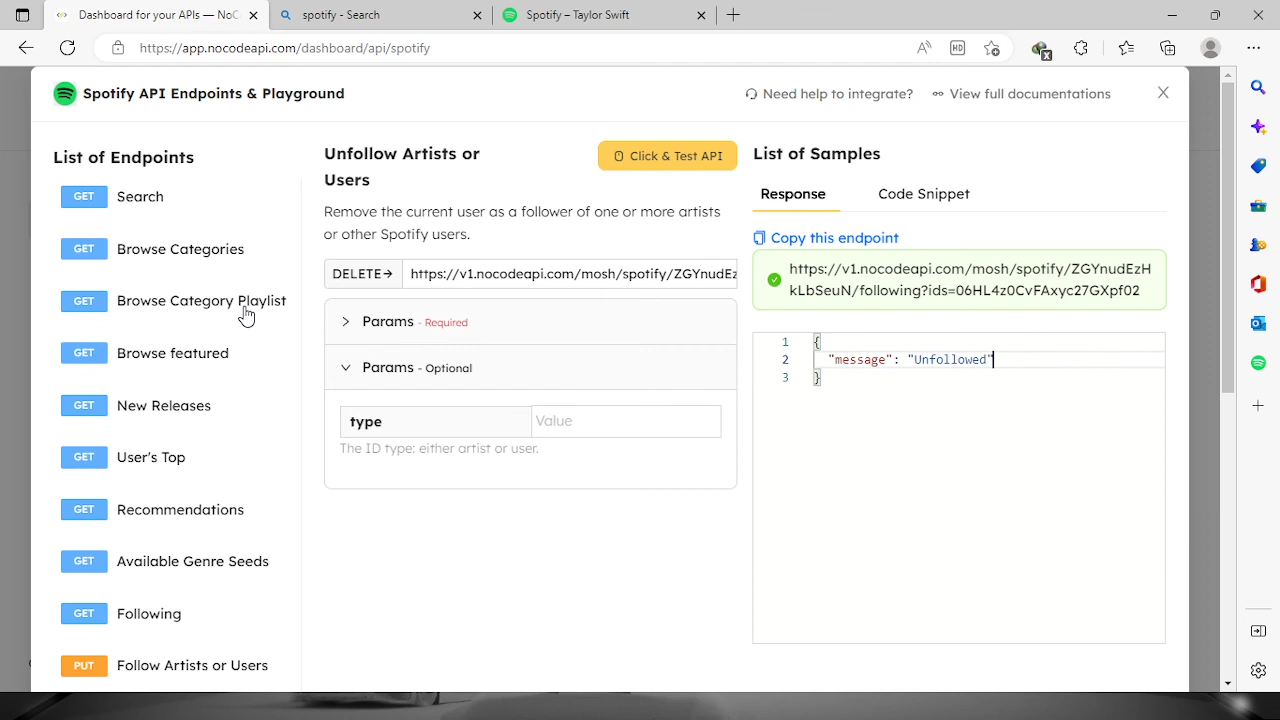 Dashboard for your APIs — NoC
spotify - Search
Spotify – Taylor Swift
https://app.nocodeapi.com/dashboard/api/spotify
HD
Spotify API Endpoints & Playground
Need help to integrate?
View full documentations
List of Endpoints
GET Search
GET Browse Categories
GET Browse Category Playlist
GET Browse featured
GET New Releases
GET User's Top
GET Recommendations
GET Available Genre Seeds
GET Following
PUT Follow Artists or Users
Unfollow Artists or
Users
Click & Test API
Remove the current user as a follower of one or more artists
or other Spotify users.
DELETE→ https://v1.nocodeapi.com/mosh/spotify/ZGYnudEz
Params - Required
Params - Optional
type Value
The ID type: either artist or user.
List of Samples
Response Code Snippet
Copy this endpoint
https://v1.nocodeapi.com/mosh/spotify/ZGYnudEzH
kLbSeuN/following?ids=06HL4z0CvFAxyc27GXpf02
1 {
2 "message": "Unfollowed"
3 }